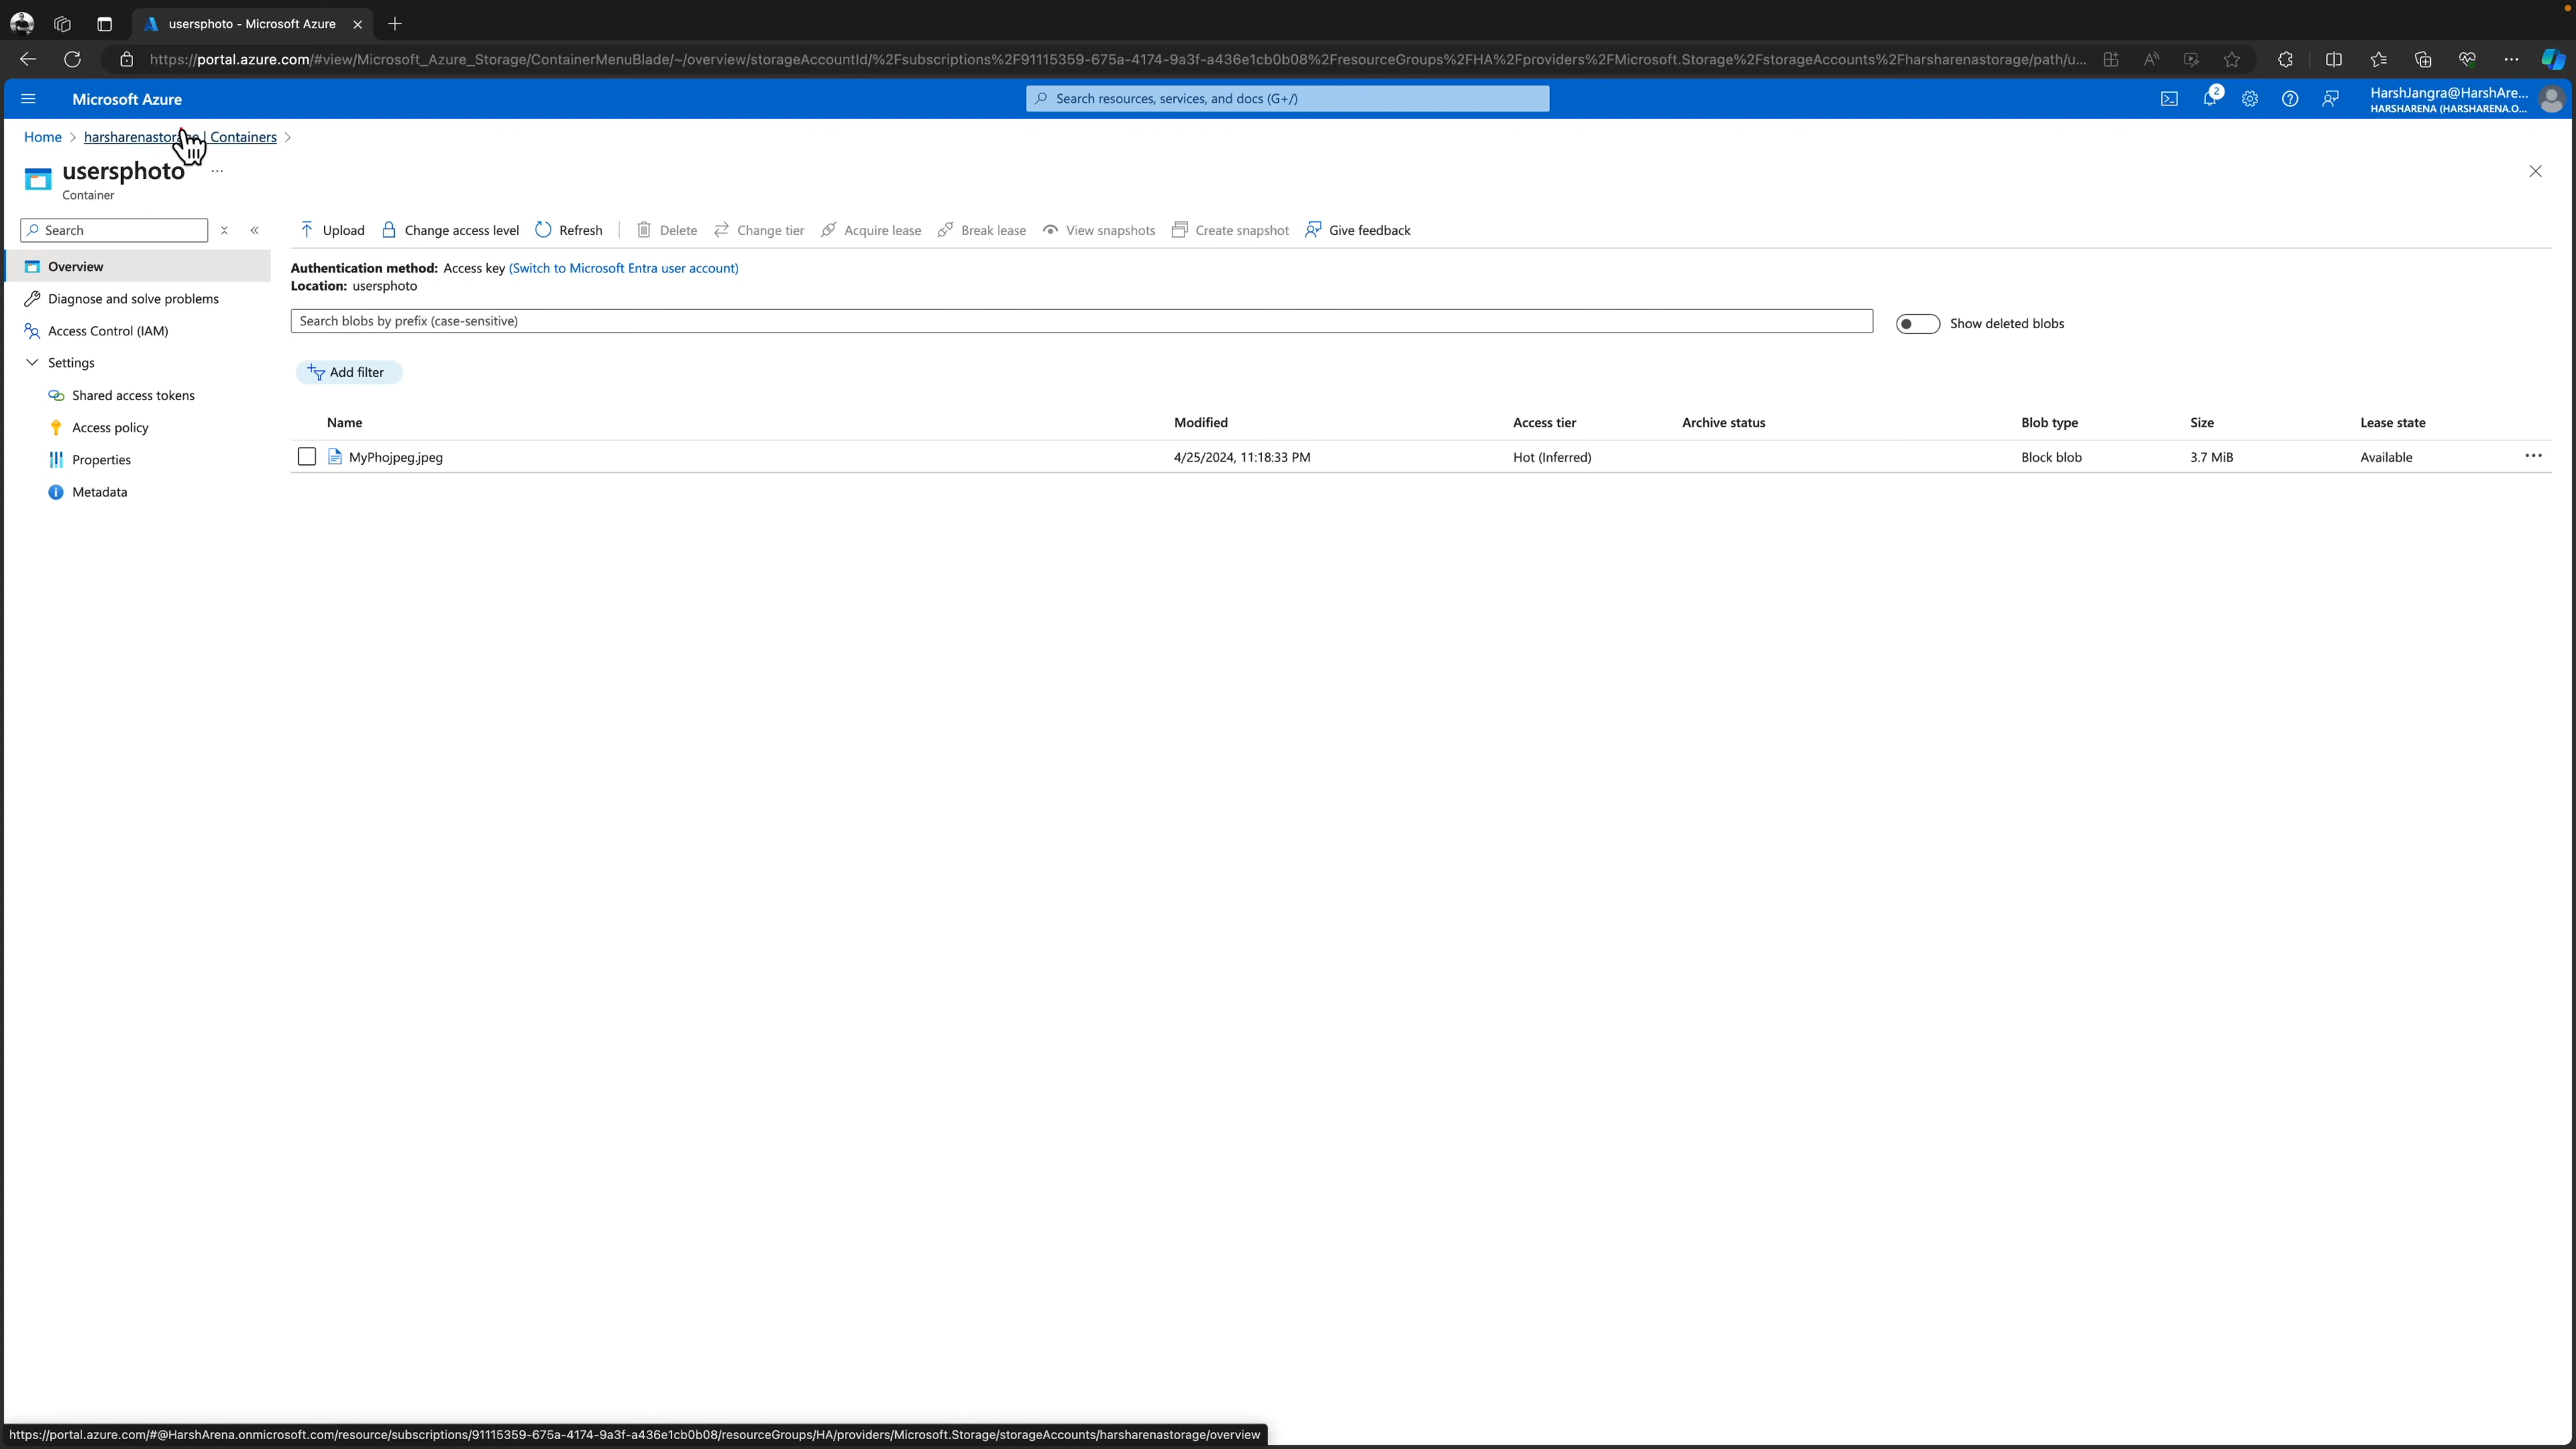 usersphoto - Microsoft Azure
https://portal.azure.com/#view/Microsoft_Azure_Storage/ContainerMenuBlade/~/overview/storageAccountId/%2Fsubscriptions%2F91115359-675a-4174-9a3f-a436e1cb0b08%2FresourceGroups%2FHA%2Fproviders%2FMicrosoft.Storage%2FstorageAccounts%2Fharsharenastorage/path/u...
Microsoft Azure
Search resources, services, and docs (G+/)
2
HarshJangra@HarshAre...
HARSHARENA (HARSHARENA.O...
Home > harsharenastorage | Containers >
usersphoto ...
Container
Search
Upload Change access level Refresh Delete Change tier Acquire lease Break lease View snapshots Create snapshot Give feedback
Overview
Diagnose and solve problems
Access Control (IAM)
Settings
Shared access tokens
Access policy
Properties
Metadata
Authentication method: Access key (Switch to Microsoft Entra user account)
Location: usersphoto
Search blobs by prefix (case-sensitive)
Show deleted blobs
Add filter
Name Modified Access tier Archive status Blob type Size Lease state
MyPhojpeg.jpeg 4/25/2024, 11:18:33 PM Hot (Inferred) Block blob 3.7 MiB Available ...
https://portal.azure.com/#@HarshArena.onmicrosoft.com/resource/subscriptions/91115359-675a-4174-9a3f-a436e1cb0b08/resourceGroups/HA/providers/Microsoft.Storage/storageAccounts/harsharenastorage/overview